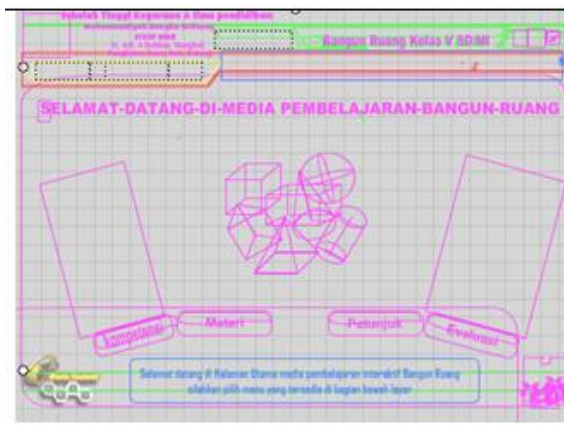 Sekolah Tinggi Keguruan & Ilmu pendidikan
Bangun Ruang Kelas V SD/MI
SELAMAT-DATANG-DI-MEDIA PEMBELAJARAN-BANGUN-RUANG
kompetensi
Materi
Petunjuk
Evaluasi
Selamat datang di Halaman Utama media pembelajaran interaktif Bangun Ruang
silahkan pilih menu yang tersedia di bagian bawah layar